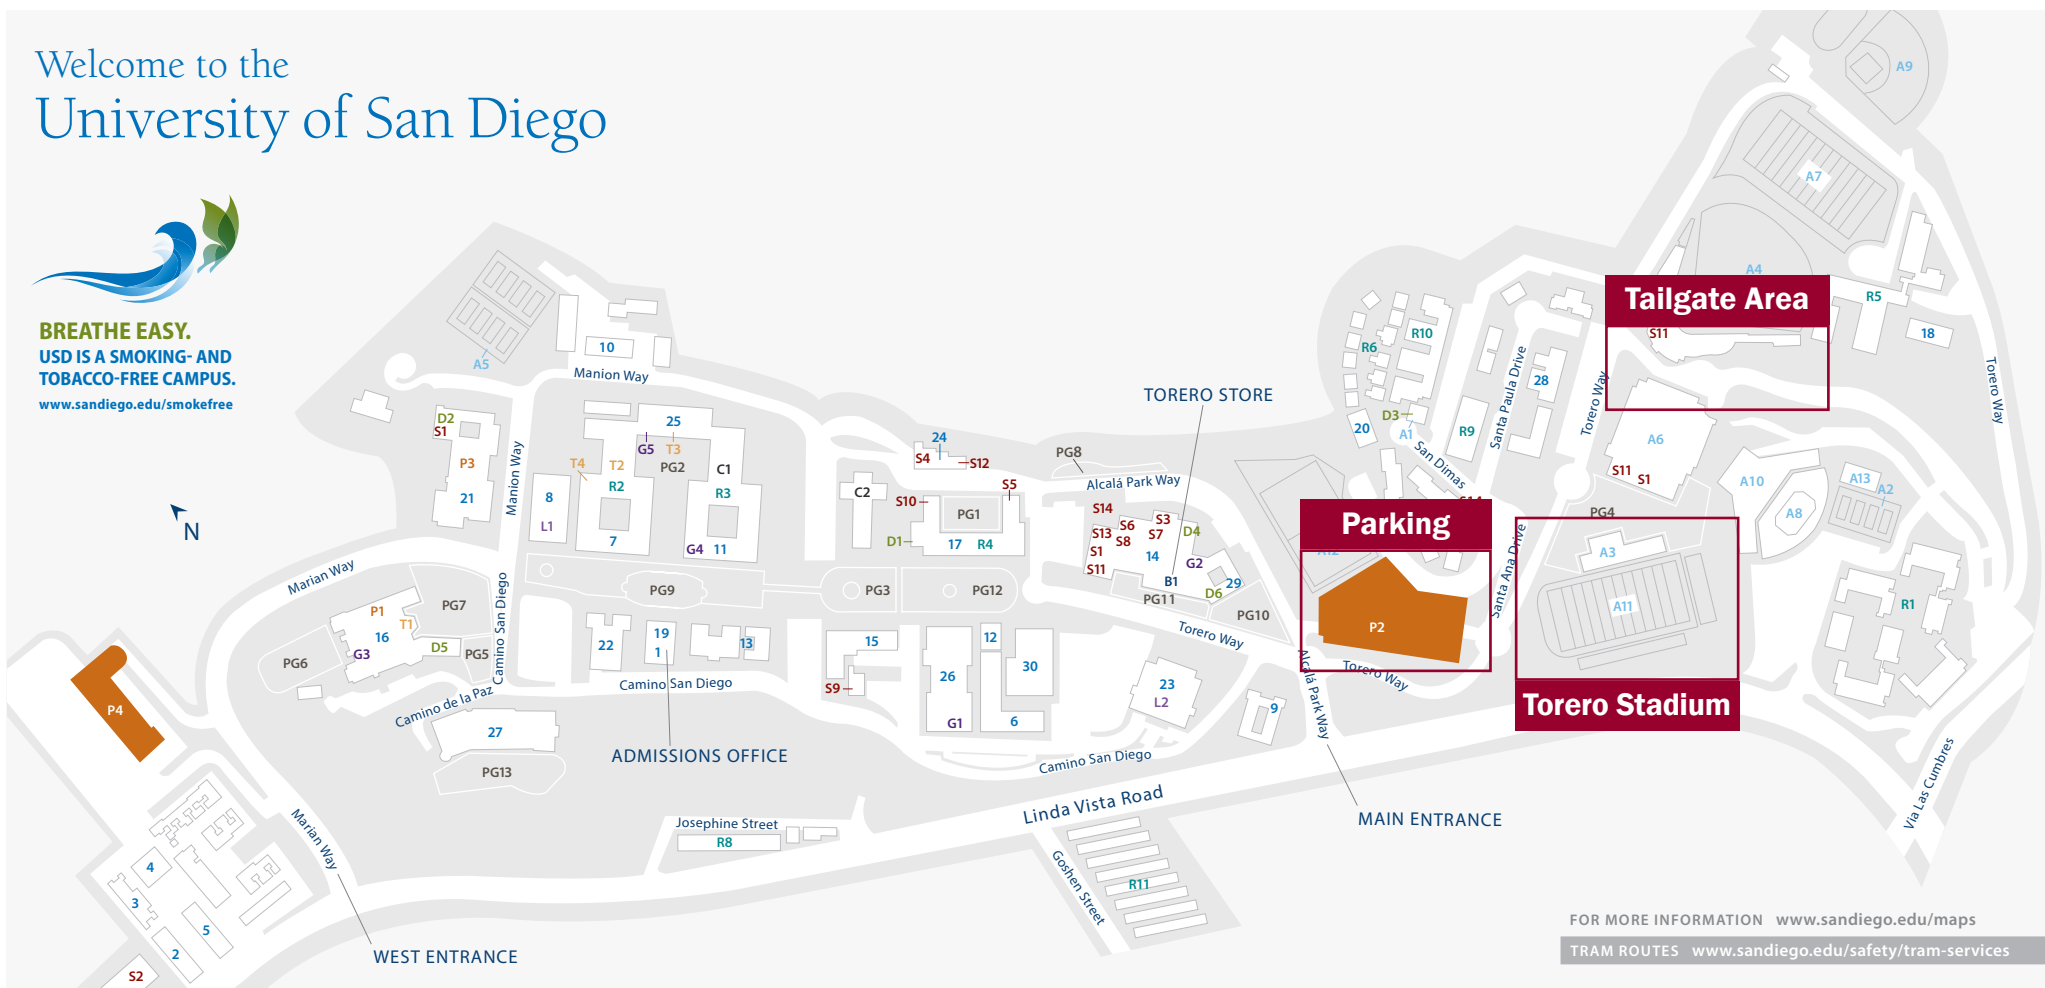 Welcome to the
University of San Diego
BREATHE EASY.
USD IS A SMOKING- AND
TOBACCO-FREE CAMPUS.
www.sandiego.edu/smokefree
N
A9
A7
A4
Tailgate Area
S11
R5
18
Torero Way
A5
10
Manion Way
R6
R10
D3
A1
20
San Dimas
R9
Santa Paula Drive
28
Torero Way
A6
S11
S1
A10
A8
A13
A2
PG4
TORERO STORE
D2
S1
P3
21
Manion Way
25
G5
T3
T4
T2
PG2
C1
R2
R3
8
L1
7
G4
11
24
S4
S12
C2
S10
S5
PG1
D1
17
R4
PG8
Alcalá Park Way
S14
S13
S6
S8
S3
S7
D4
S1
S11
14
G2
B1
29
D6
PG11
PG10
A12
S14
Parking
P2
Santa Ana Drive
A3
A11
Torero Stadium
R1
Marian Way
Camino San Diego
PG9
PG3
PG12
PG7
P1
T1
16
G3
D5
PG5
PG6
P4
Camino de la Paz
27
PG13
22
19
1
13
Camino San Diego
ADMISSIONS OFFICE
15
S9
12
26
30
G1
6
Torero Way
23
L2
9
Alcalá Park Way
Torero Way
Camino San Diego
Linda Vista Road
MAIN ENTRANCE
Via Las Cumbres
Josephine Street
R8
Goshen Street
R11
Marian Way
4
3
5
2
S2
WEST ENTRANCE
FOR MORE INFORMATION www.sandiego.edu/maps
TRAM ROUTES www.sandiego.edu/safety/tram-services